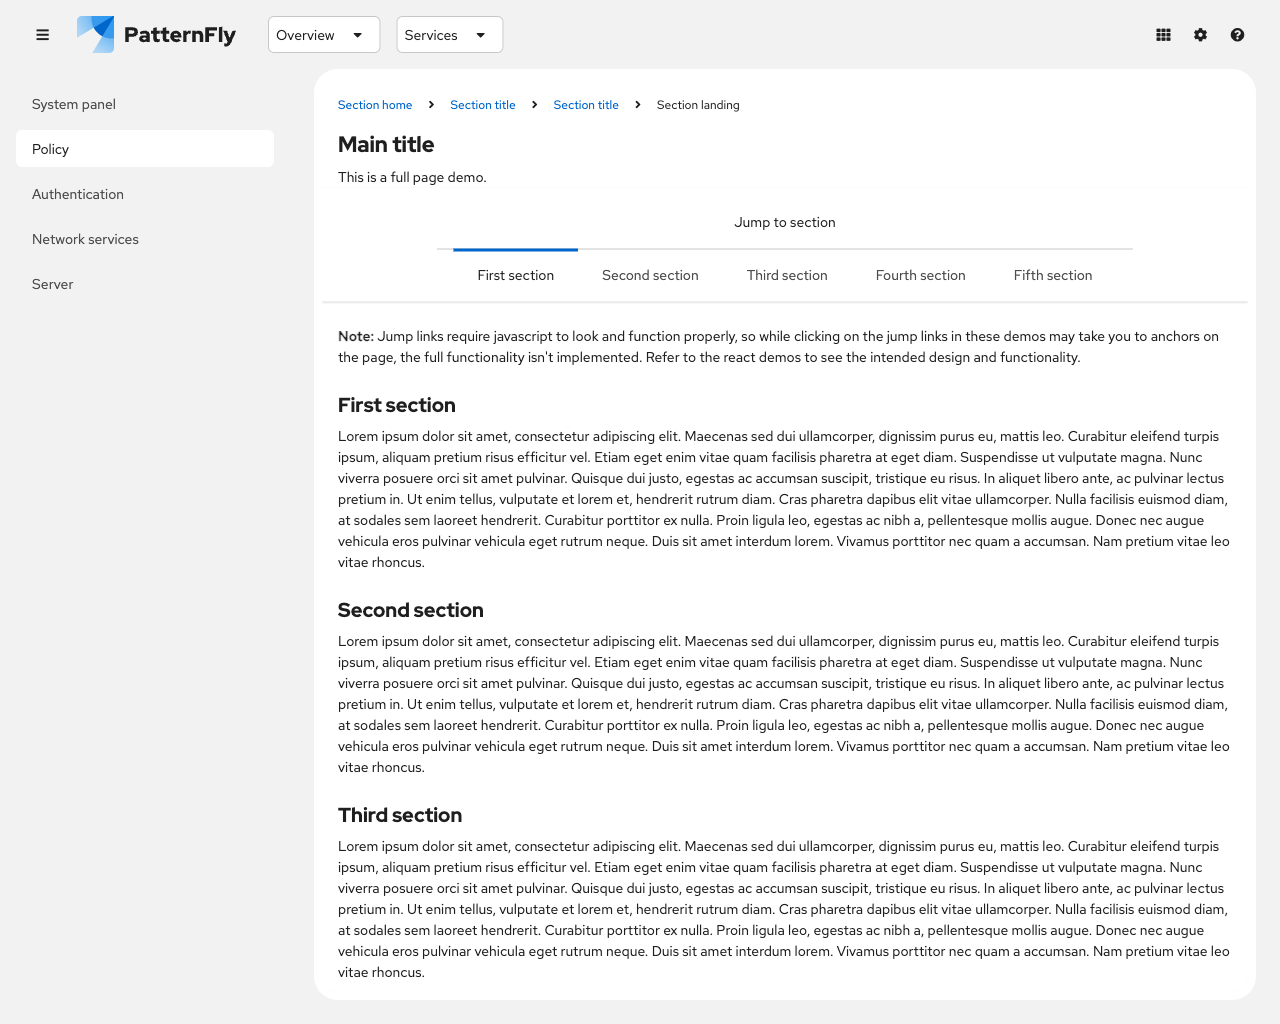 PatternFly
Overview
Services
System panel
Policy
Authentication
Network services
Server
Section home
Section title
Section title
Section landing
Main title
This is a full page demo.
Jump to section
First section
Second section
Third section
Fourth section
Fifth section
Note: Jump links require javascript to look and function properly, so while clicking on the jump links in these demos may take you to anchors on
the page, the full functionality isn't implemented. Refer to the react demos to see the intended design and functionality.
First section
Lorem ipsum dolor sit amet, consectetur adipiscing elit. Maecenas sed dui ullamcorper, dignissim purus eu, mattis leo. Curabitur eleifend turpis
ipsum, aliquam pretium risus efficitur vel. Etiam eget enim vitae quam facilisis pharetra at eget diam. Suspendisse ut vulputate magna. Nunc
viverra posuere orci sit amet pulvinar. Quisque dui justo, egestas ac accumsan suscipit, tristique eu risus. In aliquet libero ante, ac pulvinar lectus
pretium in. Ut enim tellus, vulputate et lorem et, hendrerit rutrum diam. Cras pharetra dapibus elit vitae ullamcorper. Nulla facilisis euismod diam,
at sodales sem laoreet hendrerit. Curabitur porttitor ex nulla. Proin ligula leo, egestas ac nibh a, pellentesque mollis augue. Donec nec augue
vehicula eros pulvinar vehicula eget rutrum neque. Duis sit amet interdum lorem. Vivamus porttitor nec quam a accumsan. Nam pretium vitae leo
vitae rhoncus.
Second section
Lorem ipsum dolor sit amet, consectetur adipiscing elit. Maecenas sed dui ullamcorper, dignissim purus eu, mattis leo. Curabitur eleifend turpis
ipsum, aliquam pretium risus efficitur vel. Etiam eget enim vitae quam facilisis pharetra at eget diam. Suspendisse ut vulputate magna. Nunc
viverra posuere orci sit amet pulvinar. Quisque dui justo, egestas ac accumsan suscipit, tristique eu risus. In aliquet libero ante, ac pulvinar lectus
pretium in. Ut enim tellus, vulputate et lorem et, hendrerit rutrum diam. Cras pharetra dapibus elit vitae ullamcorper. Nulla facilisis euismod diam,
at sodales sem laoreet hendrerit. Curabitur porttitor ex nulla. Proin ligula leo, egestas ac nibh a, pellentesque mollis augue. Donec nec augue
vehicula eros pulvinar vehicula eget rutrum neque. Duis sit amet interdum lorem. Vivamus porttitor nec quam a accumsan. Nam pretium vitae leo
vitae rhoncus.
Third section
Lorem ipsum dolor sit amet, consectetur adipiscing elit. Maecenas sed dui ullamcorper, dignissim purus eu, mattis leo. Curabitur eleifend turpis
ipsum, aliquam pretium risus efficitur vel. Etiam eget enim vitae quam facilisis pharetra at eget diam. Suspendisse ut vulputate magna. Nunc
viverra posuere orci sit amet pulvinar. Quisque dui justo, egestas ac accumsan suscipit, tristique eu risus. In aliquet libero ante, ac pulvinar lectus
pretium in. Ut enim tellus, vulputate et lorem et, hendrerit rutrum diam. Cras pharetra dapibus elit vitae ullamcorper. Nulla facilisis euismod diam,
at sodales sem laoreet hendrerit. Curabitur porttitor ex nulla. Proin ligula leo, egestas ac nibh a, pellentesque mollis augue. Donec nec augue
vehicula eros pulvinar vehicula eget rutrum neque. Duis sit amet interdum lorem. Vivamus porttitor nec quam a accumsan. Nam pretium vitae leo
vitae rhoncus.